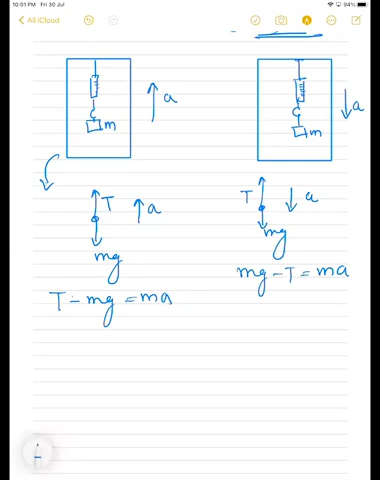 10:01 PM Fri 30 Jul
94%
All iCloud
a
m
a
m
T
a
mg
T - mg = ma
T
a
mg
mg - T = ma